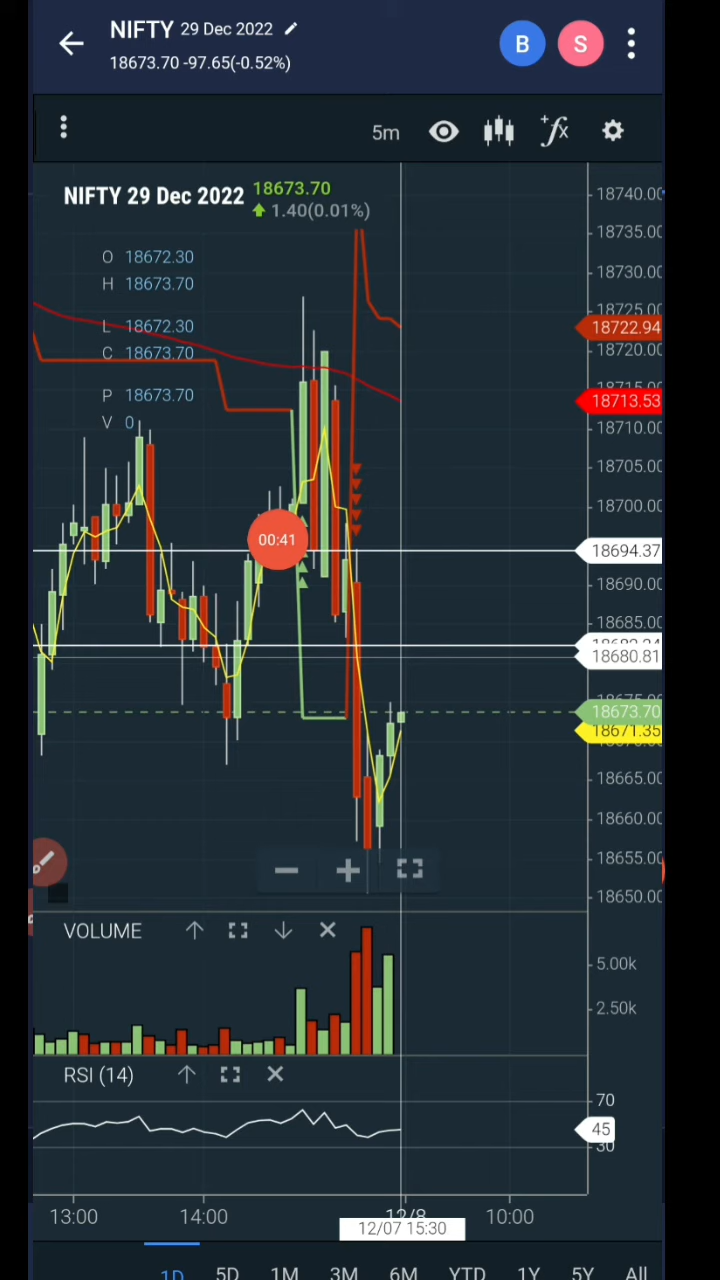 NIFTY 29 Dec 2022
18673.70 -97.65(-0.52%)
B S
5m
NIFTY 29 Dec 2022 18673.70
1.40(0.01%)
O 18672.30
H 18673.70
L 18672.30
C 18673.70
P 18673.70
V 0
00:41
18740.00
18735.00
18730.00
18725.00
18722.94
18720.00
18715.00
18713.53
18710.00
18705.00
18700.00
18694.37
18690.00
18685.00
18680.81
18675.00
18673.70
18671.35
18665.00
18660.00
18655.00
18650.00
VOLUME
5.00k
2.50k
RSI (14)
70
45
30
13:00 14:00 12/8 10:00
12/07 15:30
1D 5D 1M 3M 6M YTD 1Y 5Y All